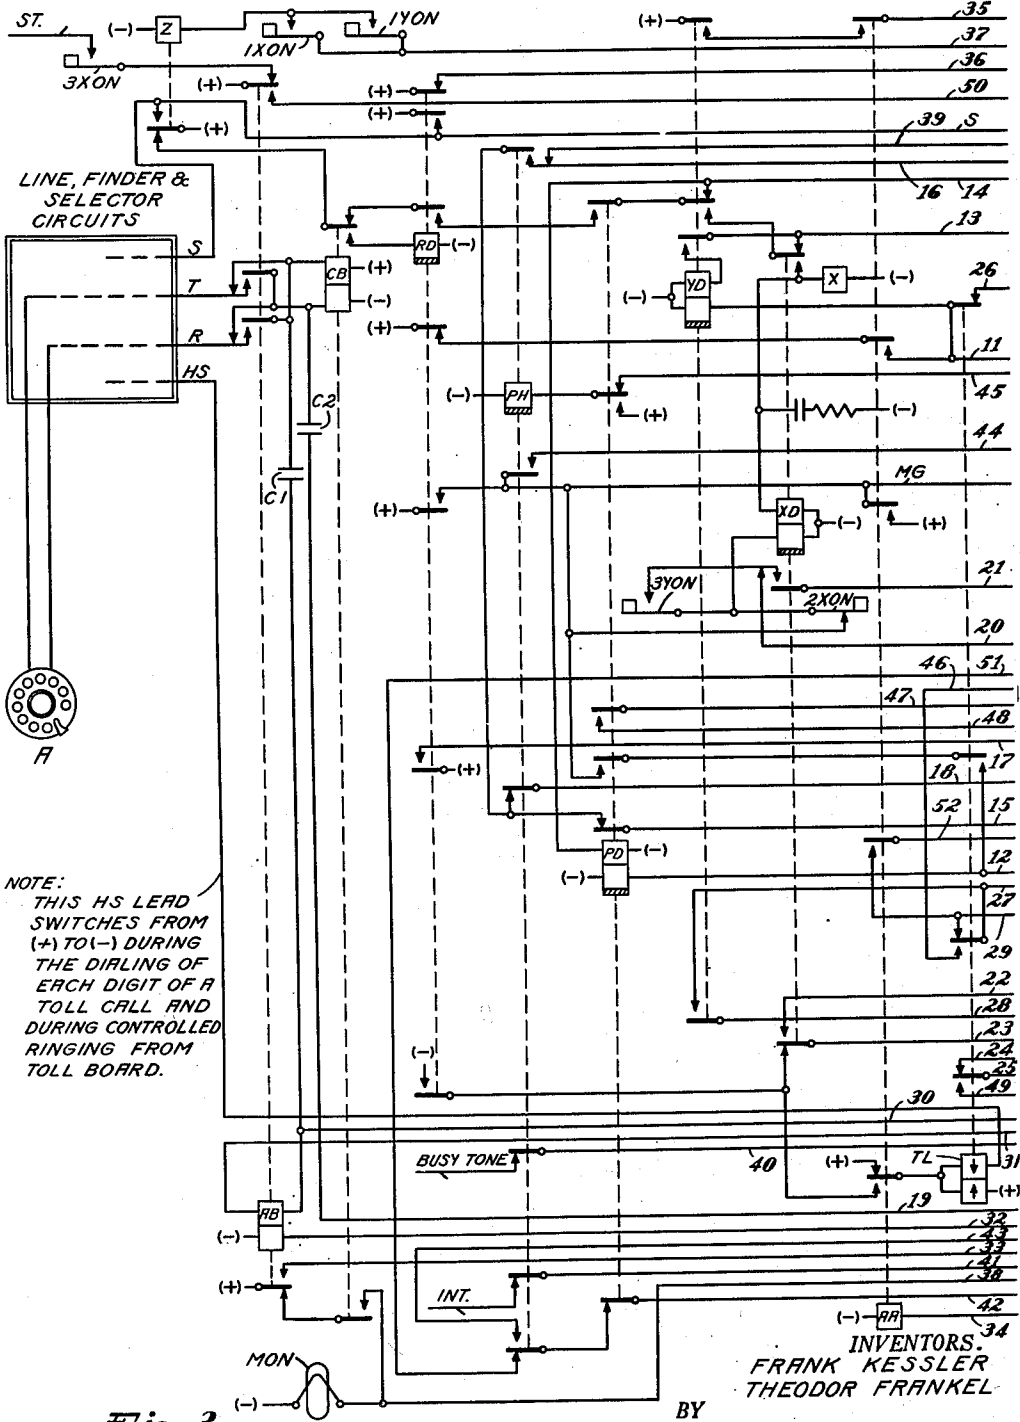 ST.
(-)
Z
1XON
1YON
(+)
35
37
3XON
(+)
(+)
36
50
(+)
(+)
39
S
16
14
LINE, FINDER &
SELECTOR
CIRCUITS
S
T
R
HS
CB
(+)
(-)
RD
(-)
13
YD
(-)
X
(-)
26
(+)
11
C2
(-)
PH
(+)
45
(-)
44
C1
(+)
MG
(+)
XD
(-)
3YON
2XON
21
20
A
46
51
47
48
(+)
17
18
15
52
PD
(-)
(-)
12
27
29
NOTE:
THIS HS LEAD
SWITCHES FROM
(+) TO (-) DURING
THE DIALING OF
EACH DIGIT OF A
TOLL CALL AND
DURING CONTROLLED
RINGING FROM
TOLL BOARD.
22
28
23
(-)
24
25
49
30
BUSY TONE
40
(+)
TL
31
(+)
RB
(-)
19
32
43
33
41
(+)
38
INT.
42
(-)
RR
34
MON
(-)
INVENTORS.
FRANK KESSLER
THEODOR FRANKEL
BY